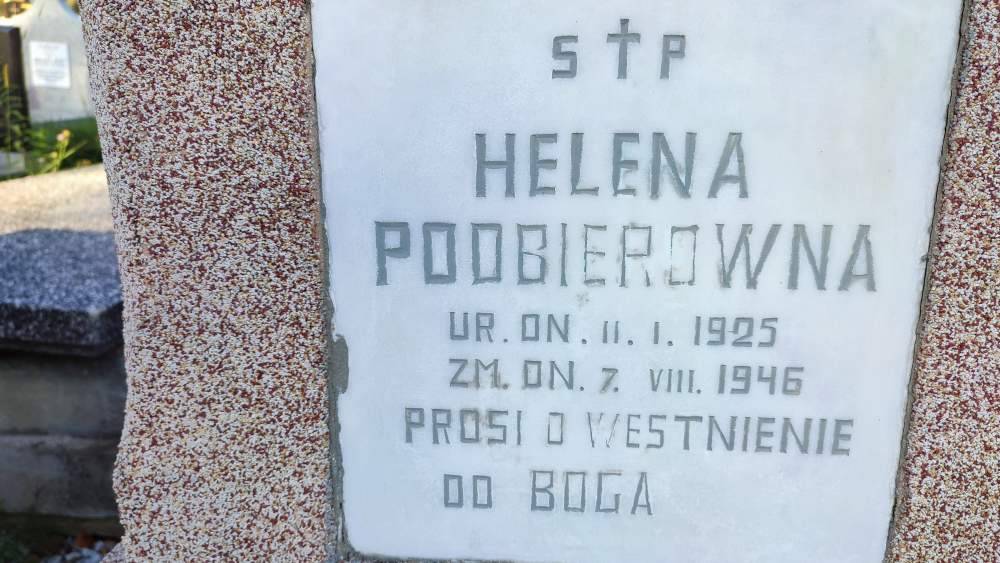 S † P
HELENA
PODBIEROWNA
UR. DN. 11. I. 1925
ZM. DN. 7. VIII. 1946
PROSI O WESTNIENIE
DO BOGA